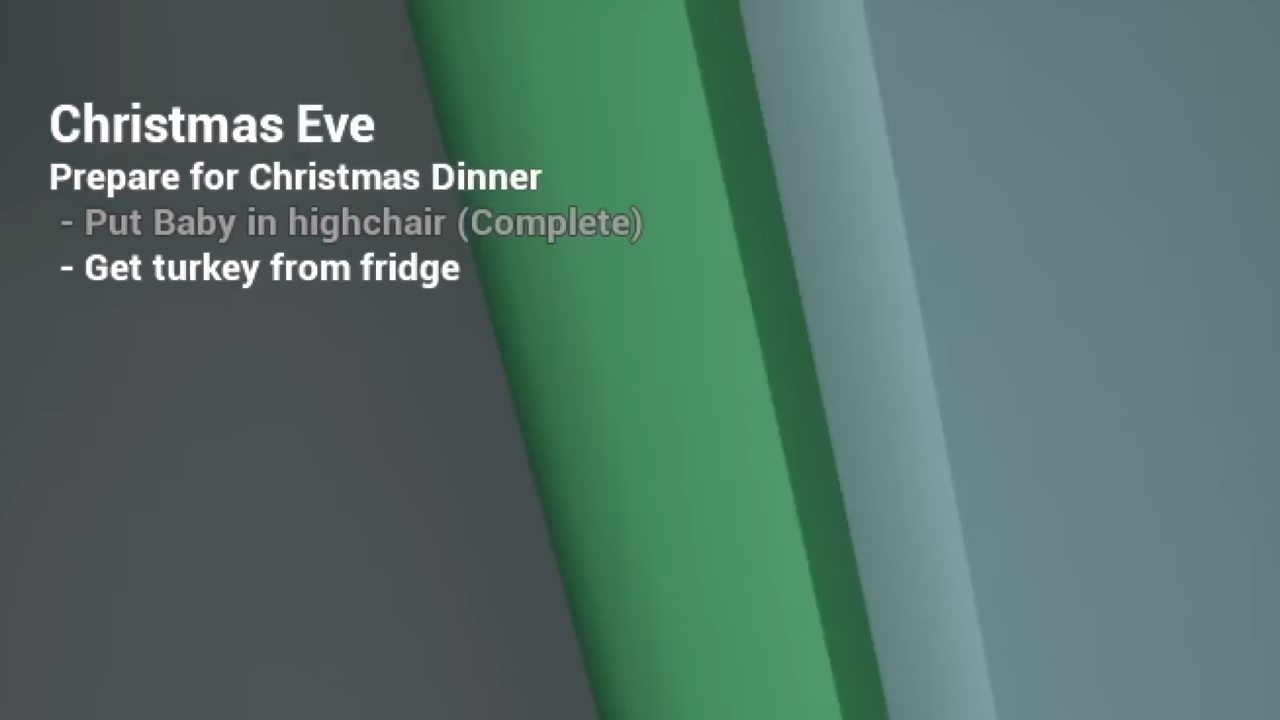 Christmas Eve
Prepare for Christmas Dinner
- Put Baby in highchair (Complete)
- Get turkey from fridge